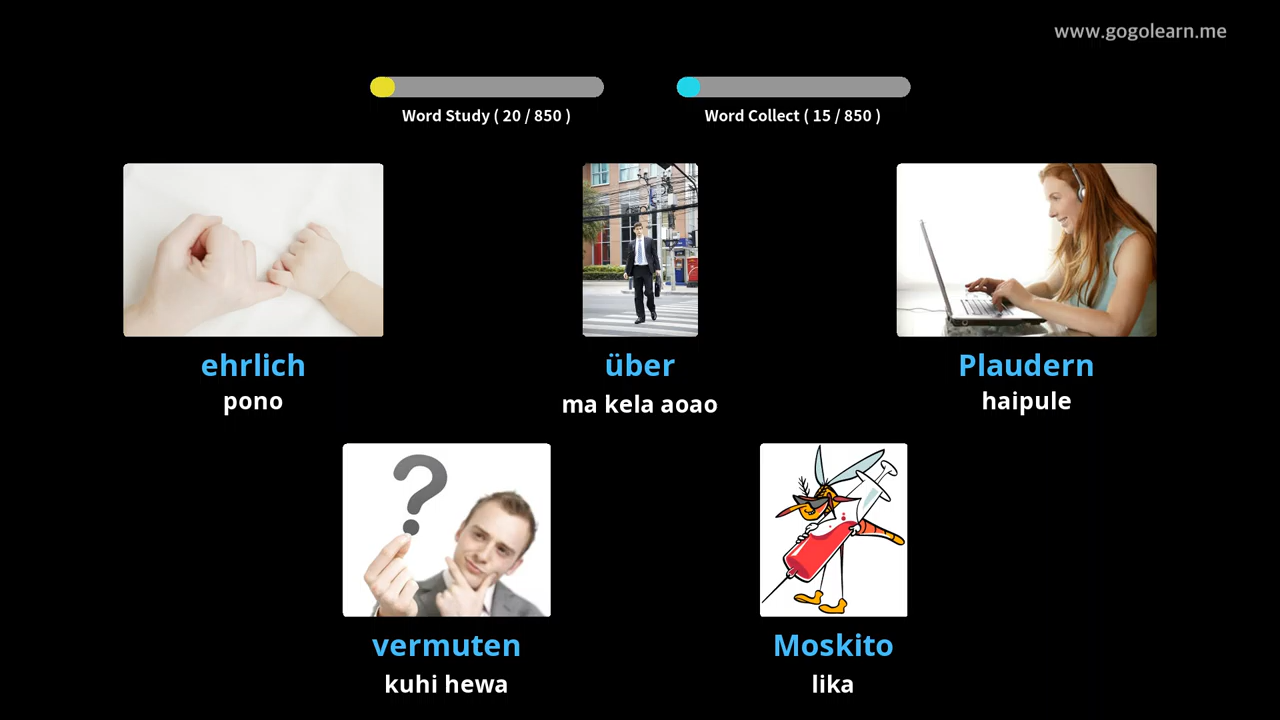 www.gogolearn.me
Word Study ( 20 / 850 )
Word Collect ( 15 / 850 )
ehrlich
pono
über
ma kela aoao
Plaudern
haipule
vermuten
kuhi hewa
Moskito
lika